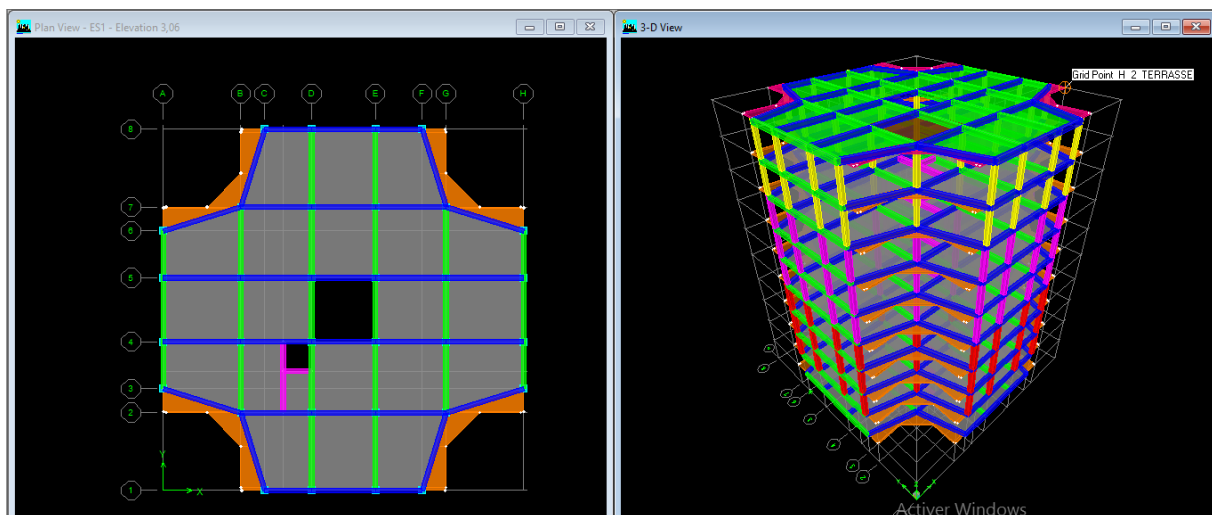 Plan View - ES1 - Elevation 3,06
A B C D E F G H
8
7
6
5
4
3
2
1
Y
X
3-D View
Grid Point H 2 TERRASSE
Activer Windows